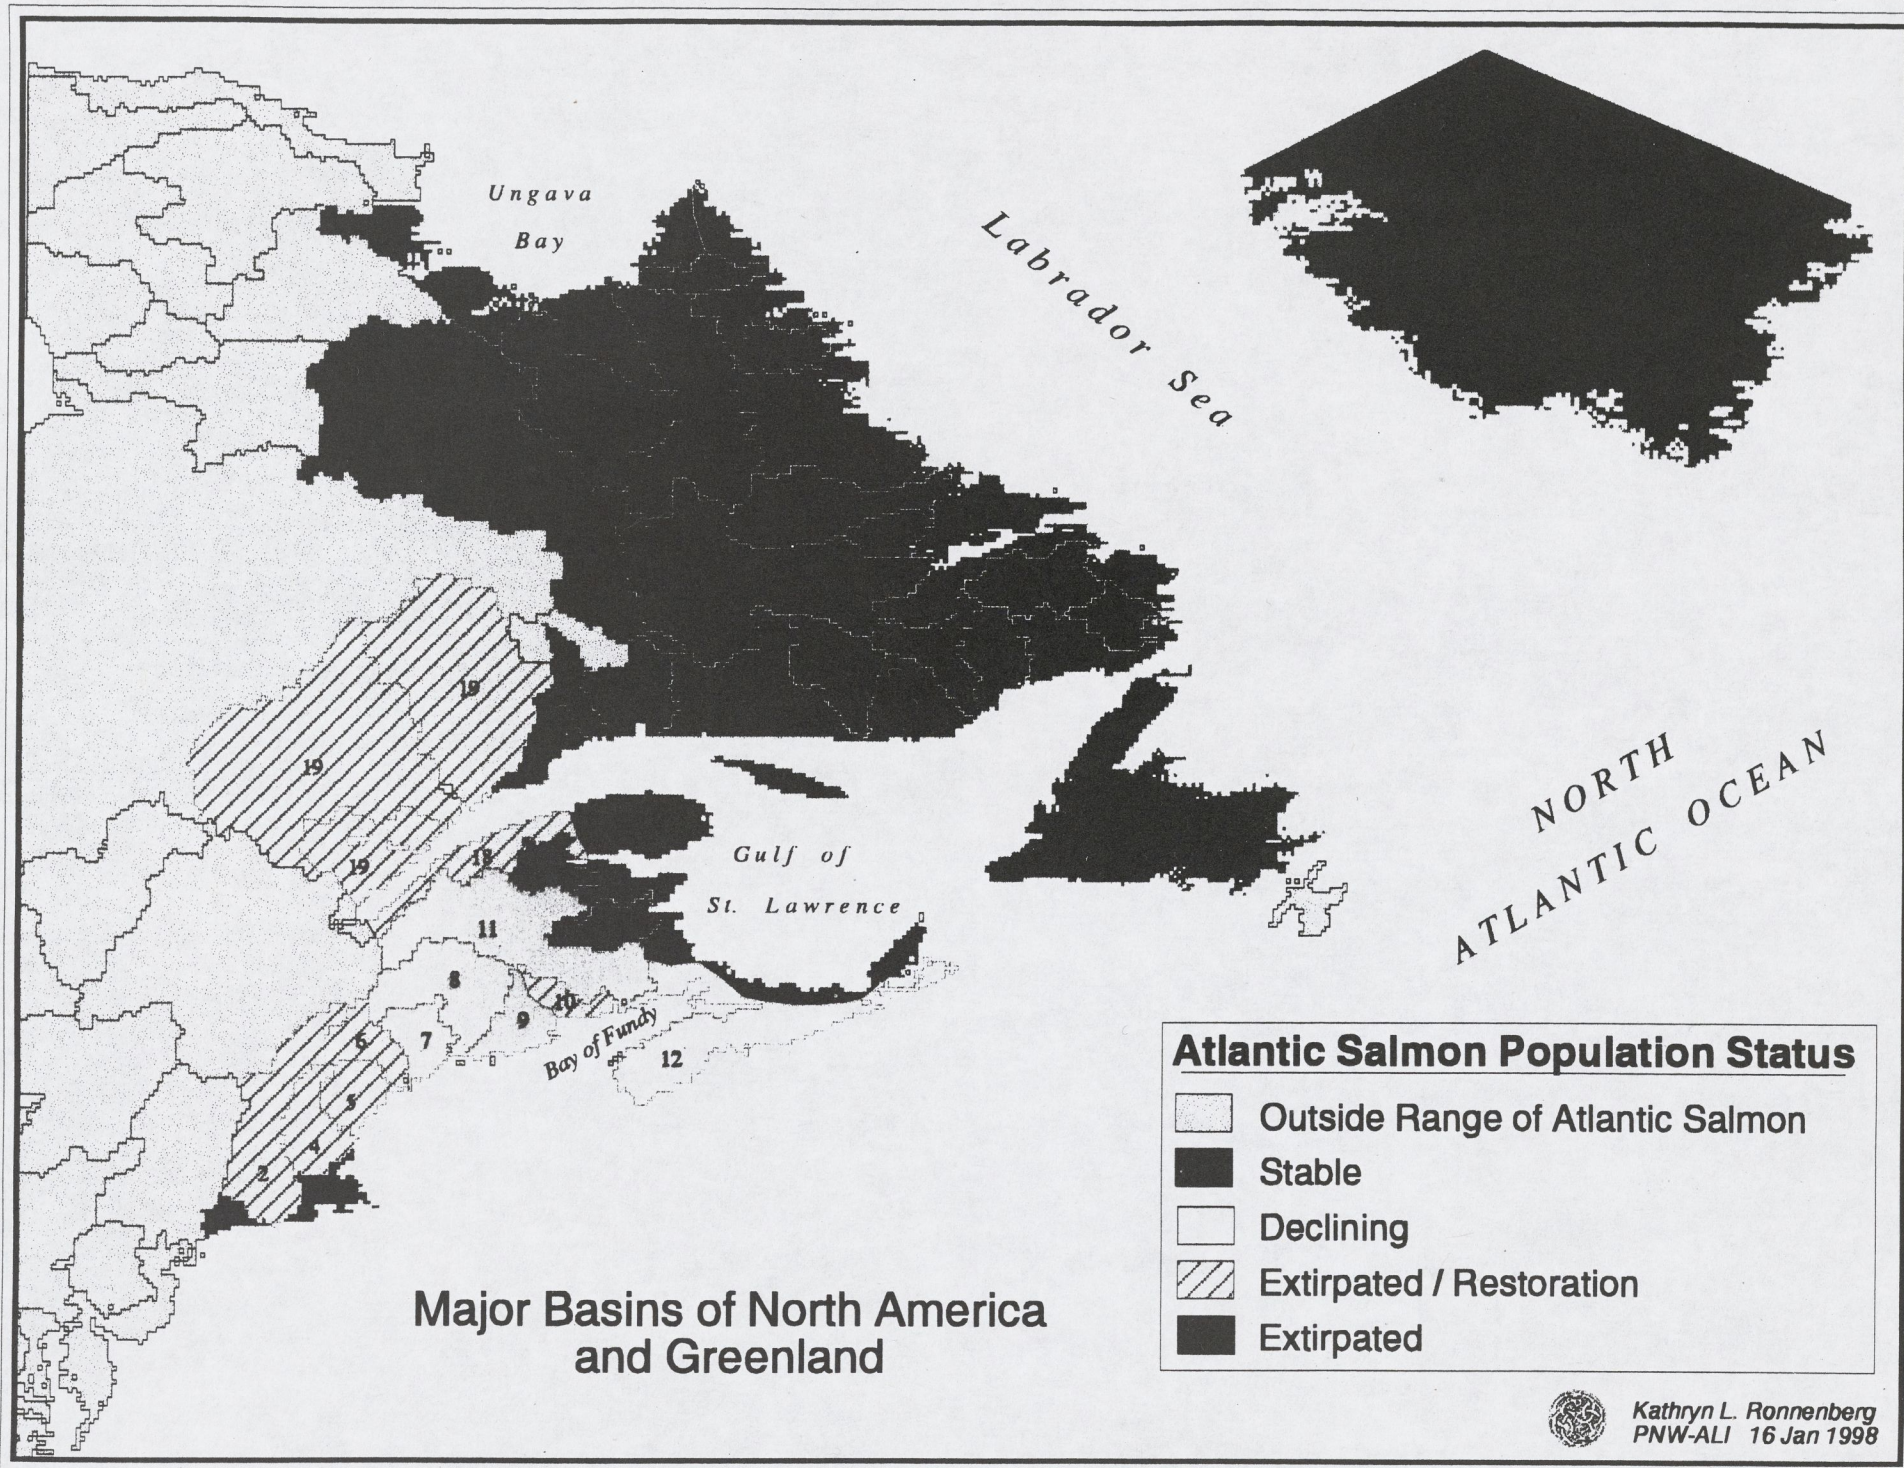 Ungava
Bay
Labrador Sea
19
19
NORTH
ATLANTIC OCEAN
19
18
Gulf of
St. Lawrence
11
8
10
9
Bay of Fundy
6
7
12
5
4
2
Atlantic Salmon Population Status
Outside Range of Atlantic Salmon
Stable
Declining
Extirpated / Restoration
Extirpated
Major Basins of North America
and Greenland
Kathryn L. Ronnenberg
PNW-ALI 16 Jan 1998